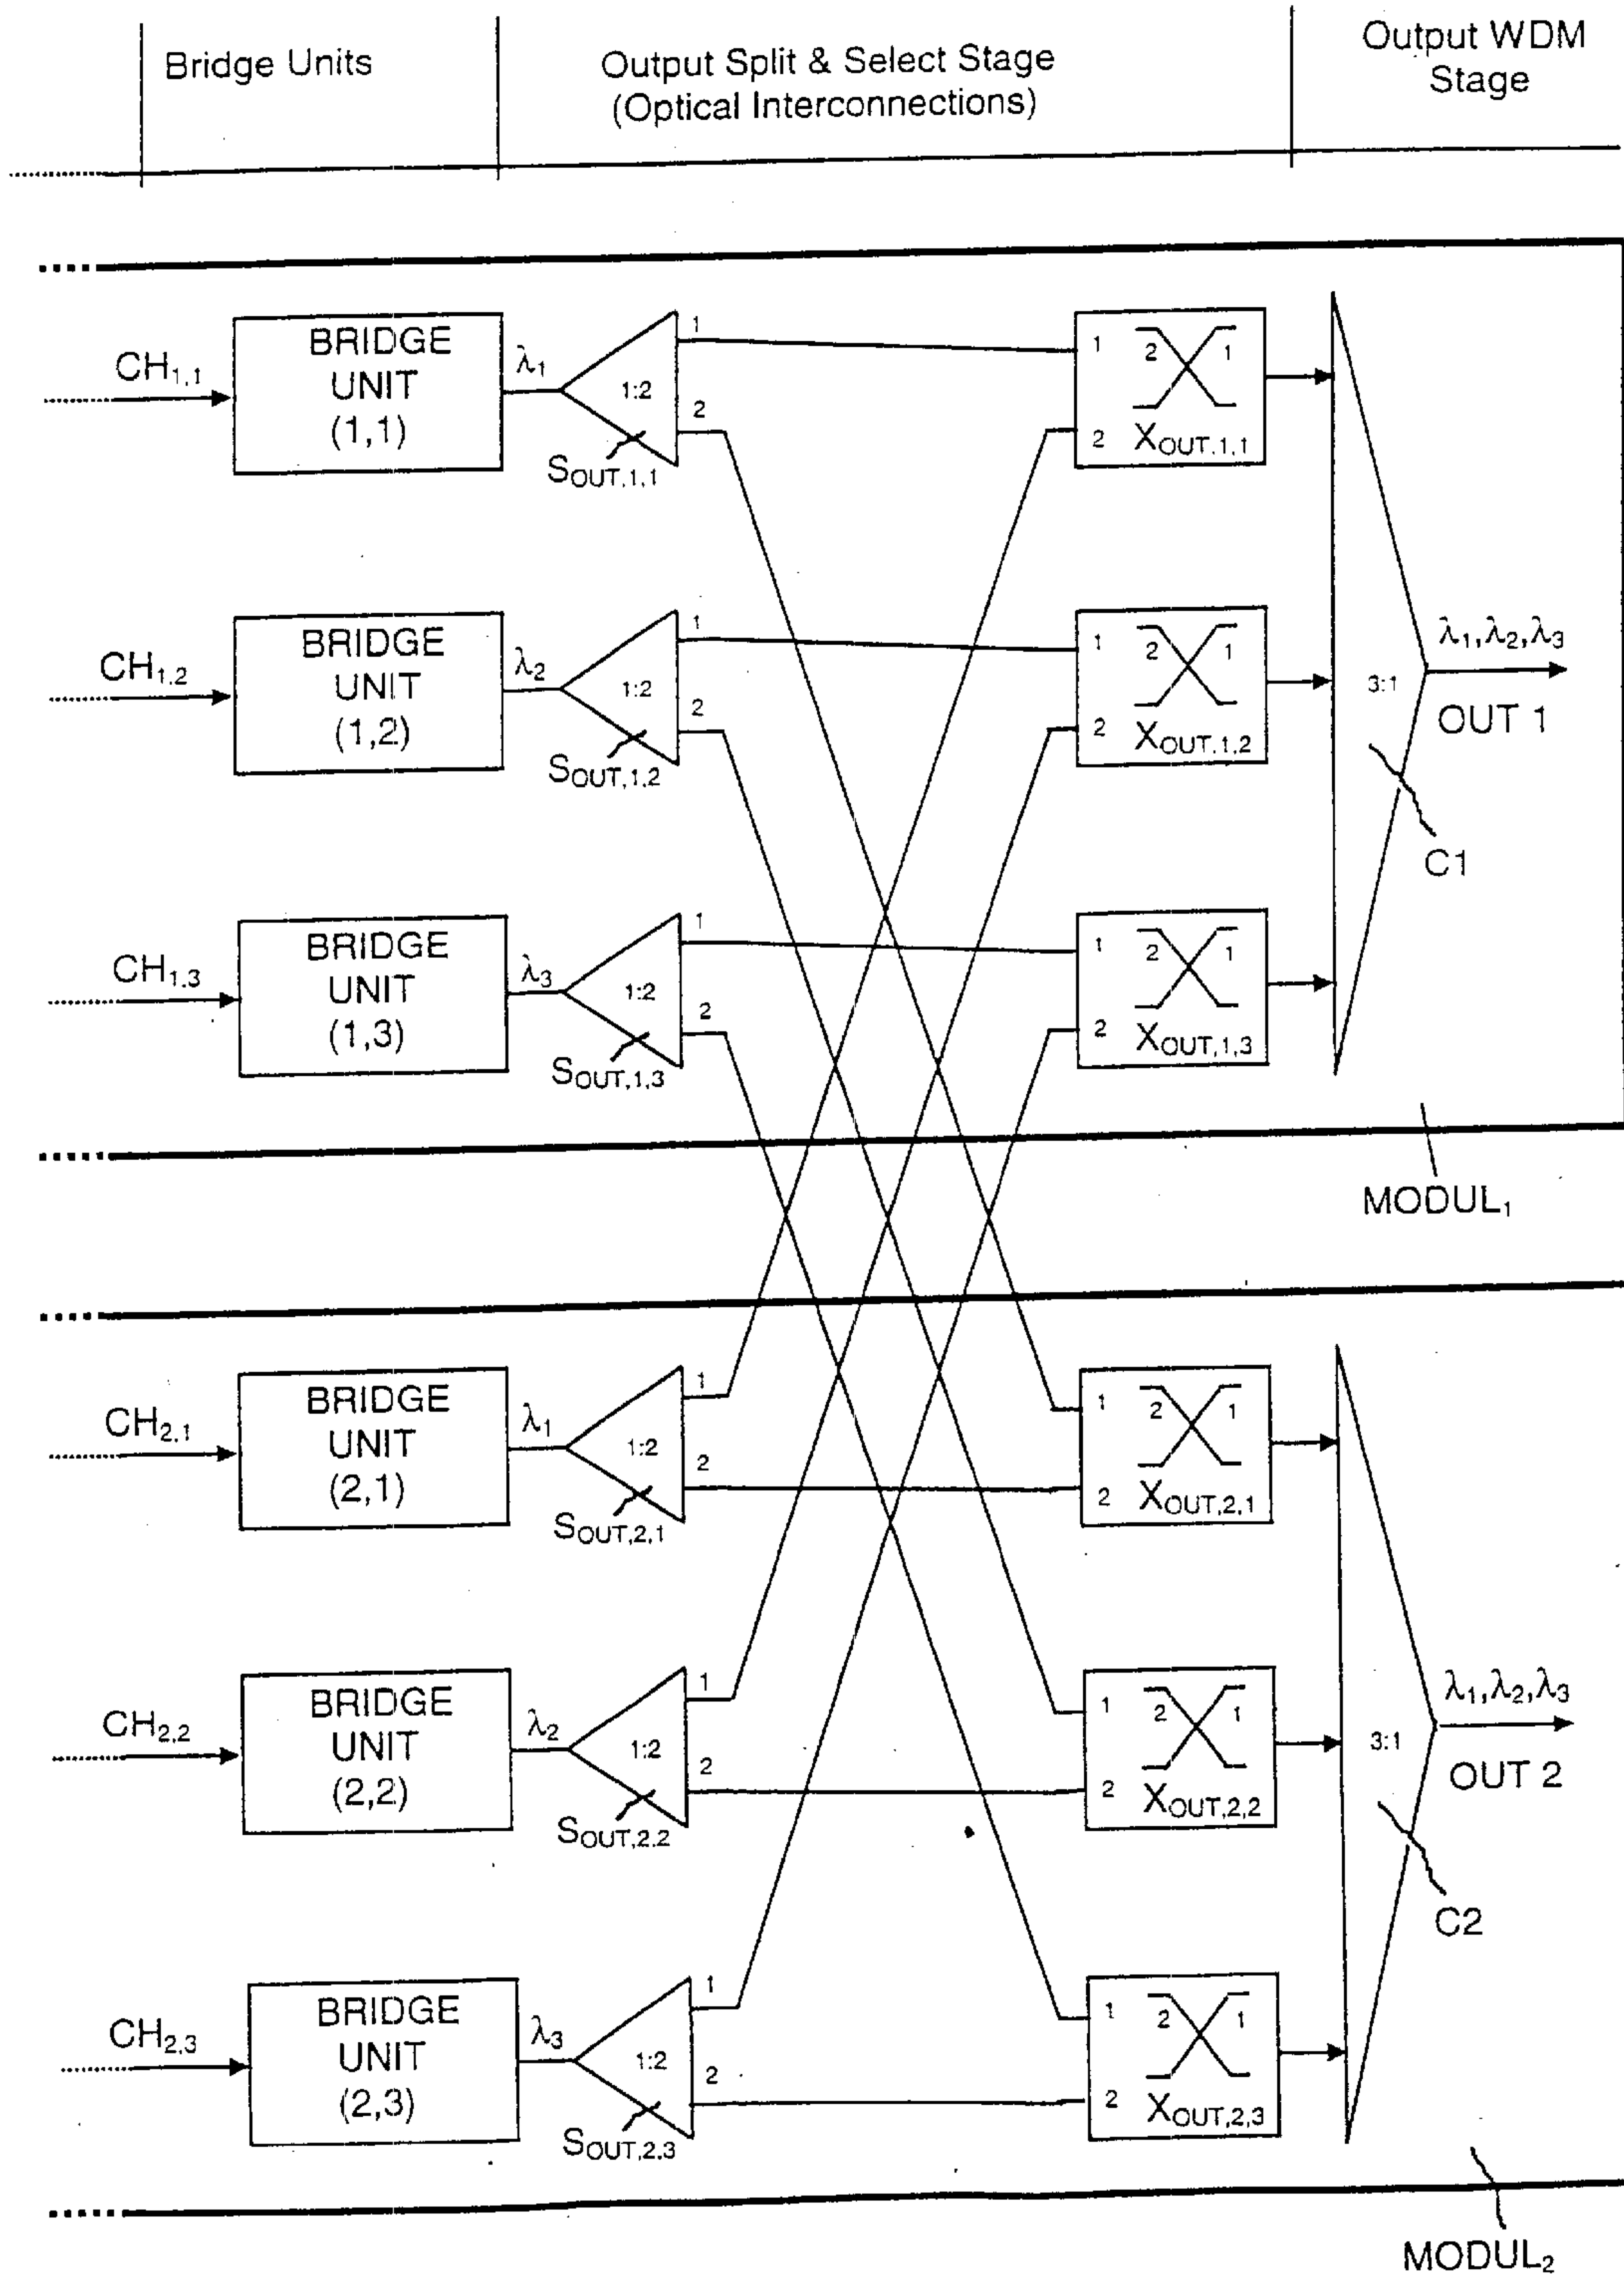 Bridge Units
Output Split & Select Stage
(Optical Interconnections)
Output WDM
Stage
CH1,1
BRIDGE
UNIT
(1,1)
λ1
1:2
1
2
SOUT,1,1
1
2
2
1
XOUT,1,1
CH1,2
BRIDGE
UNIT
(1,2)
λ2
1:2
1
2
SOUT,1,2
1
2
2
1
XOUT,1,2
3:1
λ1,λ2,λ3
OUT 1
C1
CH1,3
BRIDGE
UNIT
(1,3)
λ3
1:2
1
2
SOUT,1,3
1
2
2
1
XOUT,1,3
MODUL1
CH2,1
BRIDGE
UNIT
(2,1)
λ1
1:2
1
2
SOUT,2,1
1
2
2
1
XOUT,2,1
CH2,2
BRIDGE
UNIT
(2,2)
λ2
1:2
1
2
SOUT,2,2
1
2
2
1
XOUT,2,2
3:1
λ1,λ2,λ3
OUT 2
C2
CH2,3
BRIDGE
UNIT
(2,3)
λ3
1:2
1
2
SOUT,2,3
1
2
2
1
XOUT,2,3
MODUL2